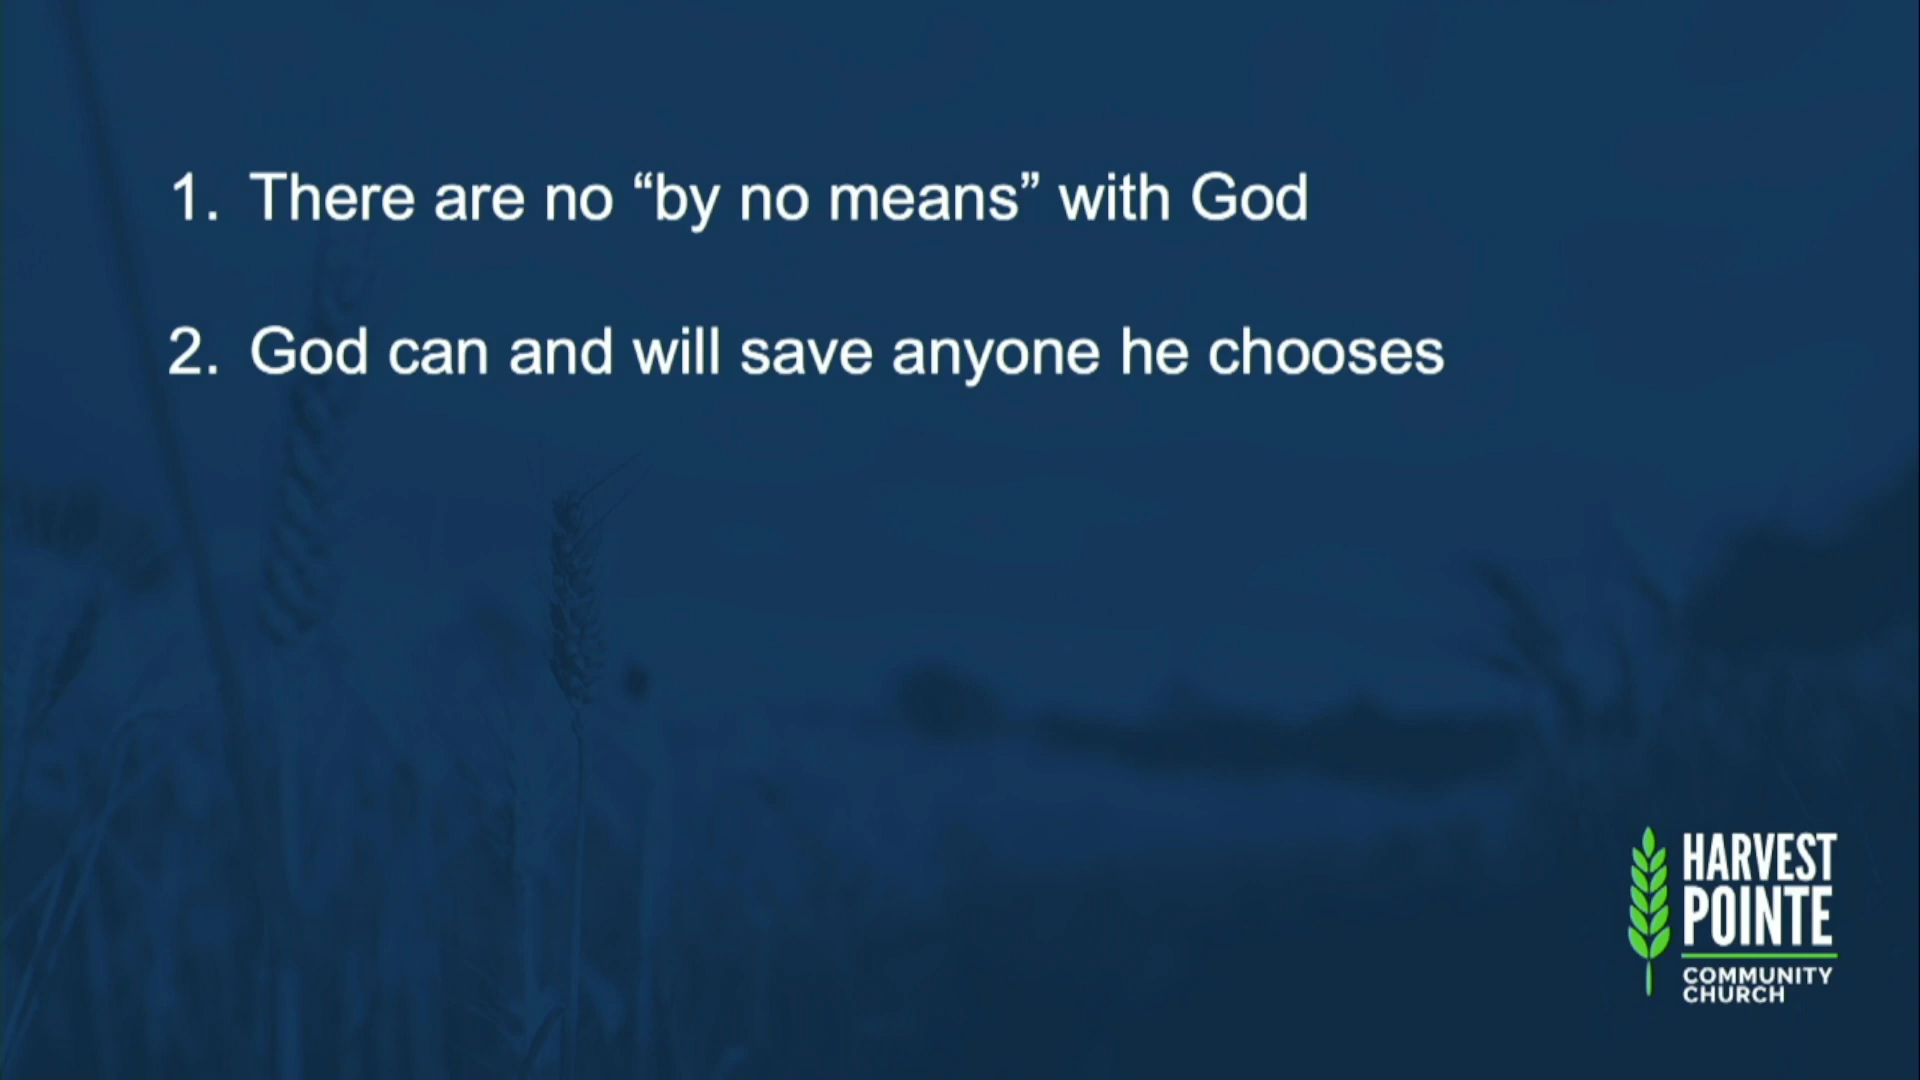 1. There are no “by no means” with God
2. God can and will save anyone he chooses
HARVEST
POINTE
COMMUNITY
CHURCH